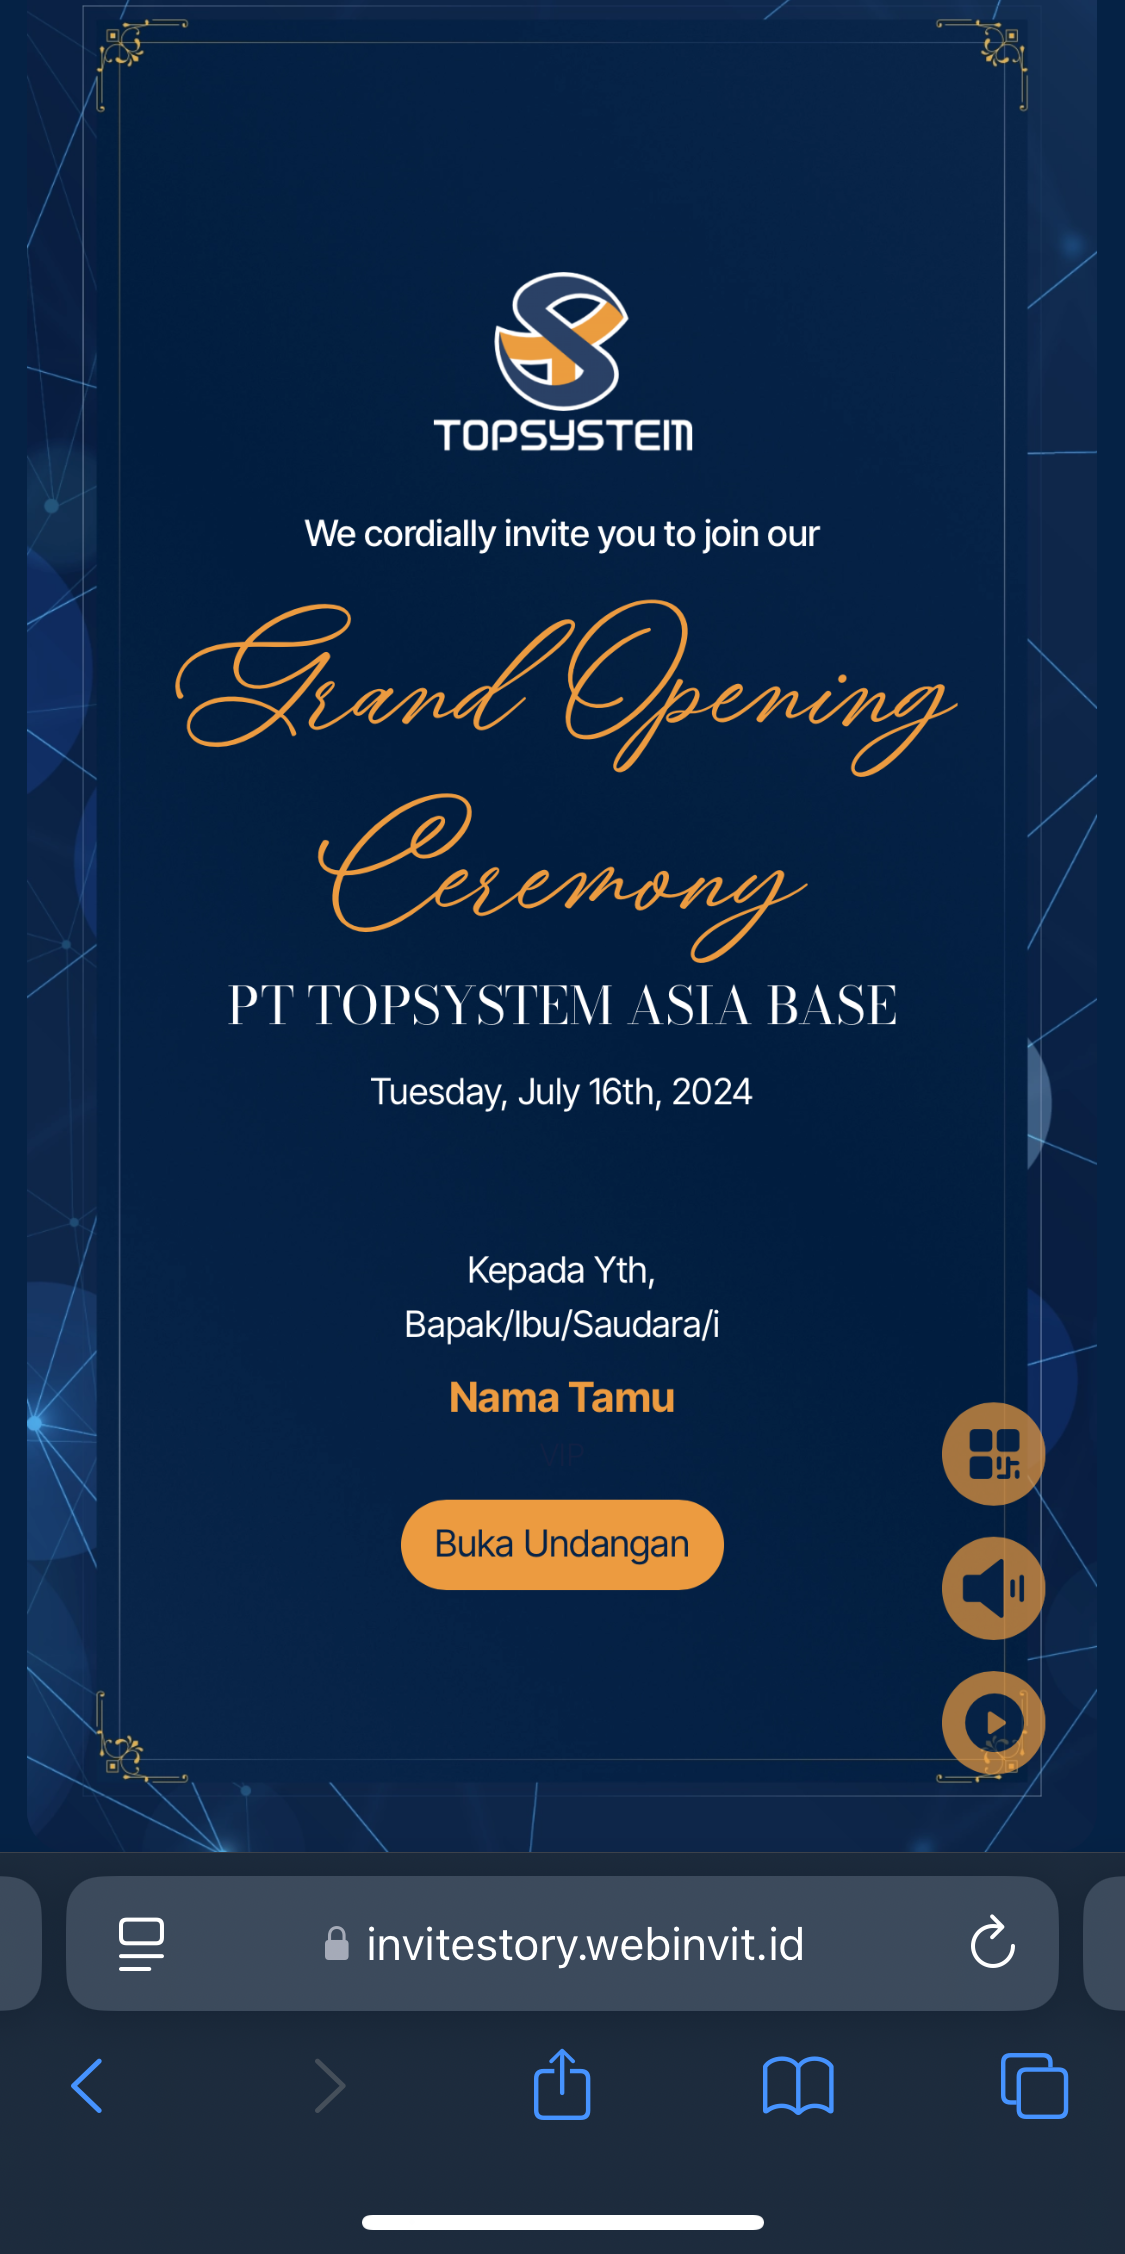 TOPSYSTEM
We cordially invite you to join our
Grand Opening
Ceremony
PT TOPSYSTEM ASIA BASE
Tuesday, July 16th, 2024
Kepada Yth,
Bapak/Ibu/Saudara/i
Nama Tamu
VIP
Buka Undangan
invitestory.webinvit.id